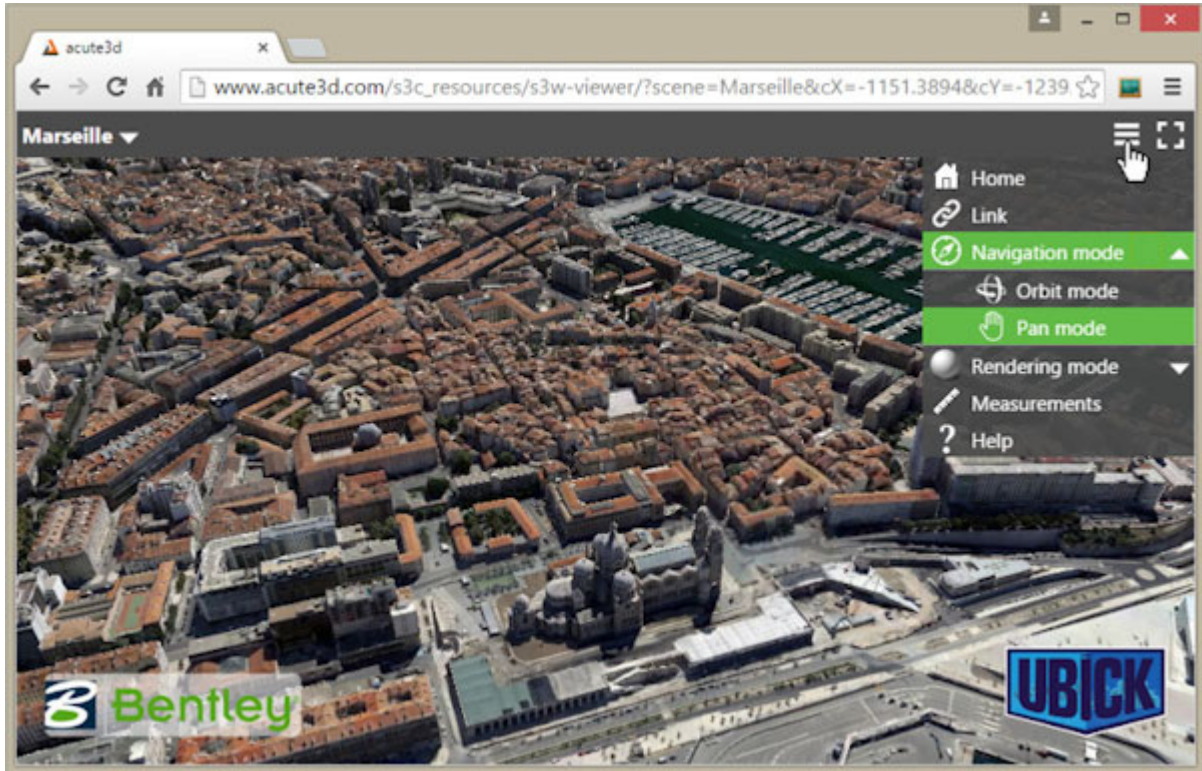 acute3d
www.acute3d.com/s3c_resources/s3w-viewer/?scene=Marseille&cX=-1151.3894&cY=-1239
Marseille
Home
Link
Navigation mode
Orbit mode
Pan mode
Rendering mode
Measurements
? Help
B Bentley
UBICK